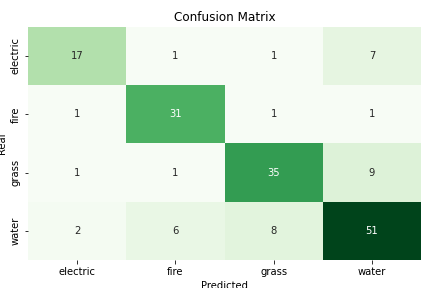 Confusion Matrix
electric 17 1 1 7
fire 1 31 1 1
grass 1 1 35 9
water 2 6 8 51
electric fire grass water
Predicted
Real